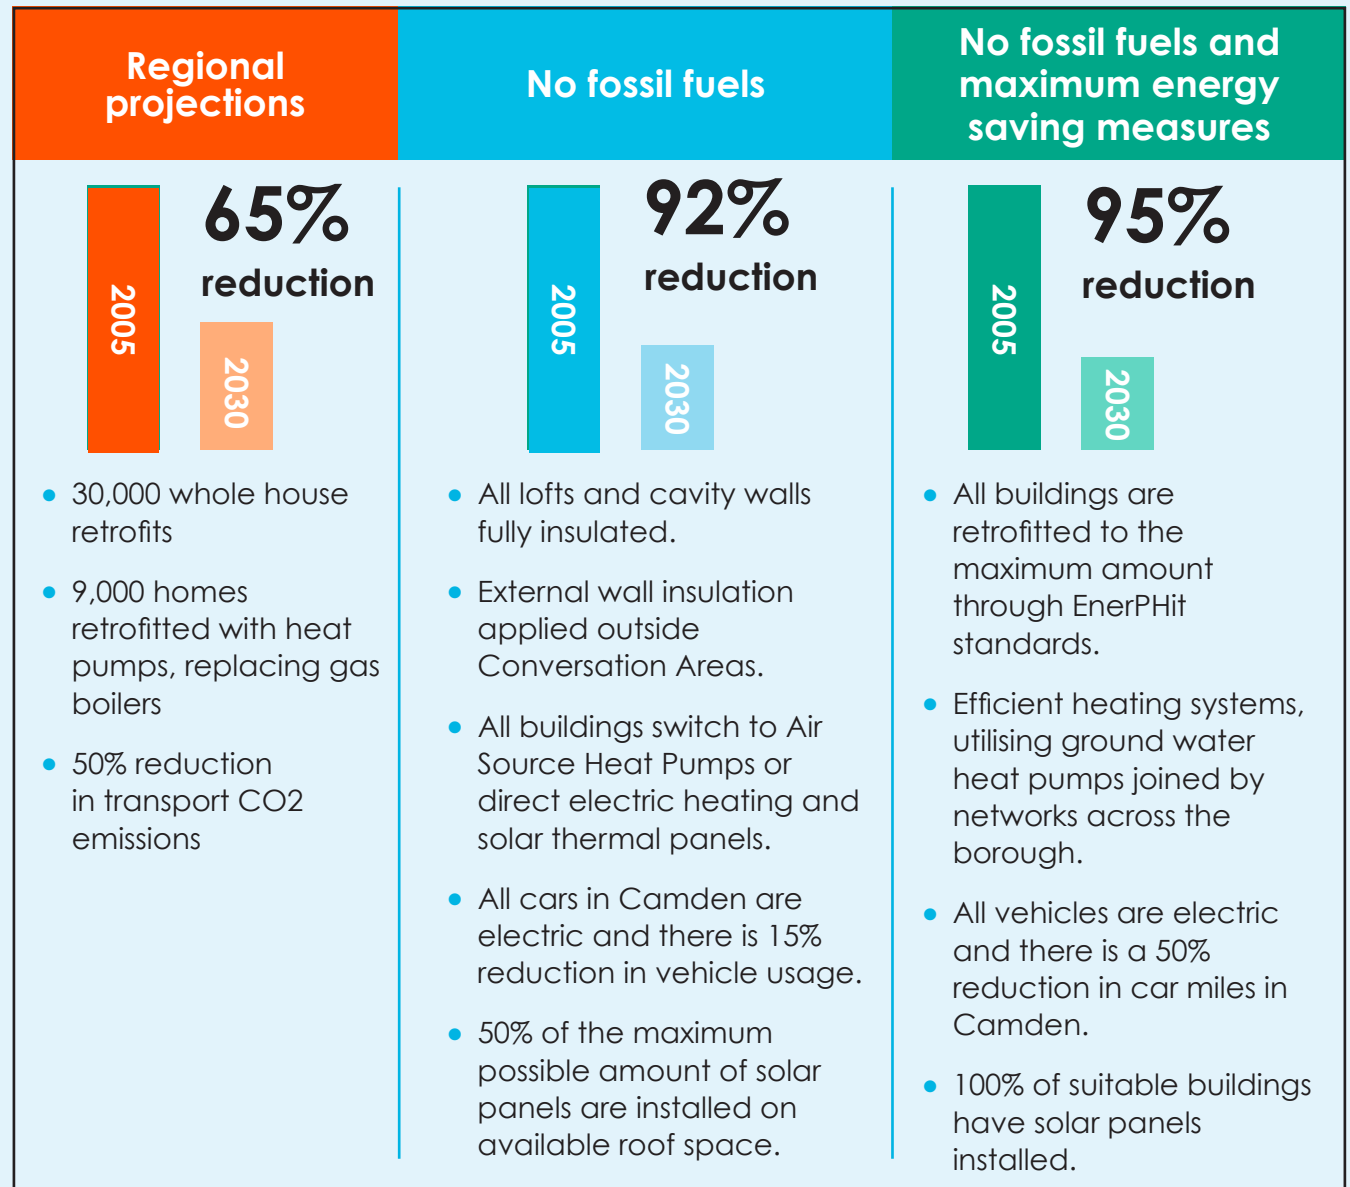 Regional
projections
65%
reduction
2005
2030
• 30,000 whole house
retrofits
• 9,000 homes
retrofitted with heat
pumps, replacing gas
boilers
• 50% reduction
in transport CO2
emissions
No fossil fuels
92%
reduction
2005
2030
• All lofts and cavity walls
fully insulated.
• External wall insulation
applied outside
Conversation Areas.
• All buildings switch to Air
Source Heat Pumps or
direct electric heating and
solar thermal panels.
• All cars in Camden are
electric and there is 15%
reduction in vehicle usage.
• 50% of the maximum
possible amount of solar
panels are installed on
available roof space.
No fossil fuels and
maximum energy
saving measures
95%
reduction
2005
2030
• All buildings are
retrofitted to the
maximum amount
through EnerPHit
standards.
• Efficient heating systems,
utilising ground water
heat pumps joined by
networks across the
borough.
• All vehicles are electric
and there is a 50%
reduction in car miles in
Camden.
• 100% of suitable buildings
have solar panels
installed.